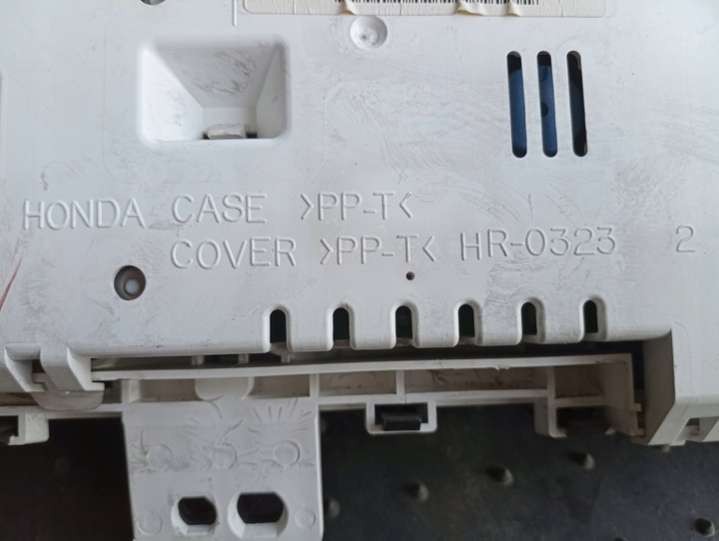 HONDA CASE >PP-T<
COVER >PP-T< HR-0323 2